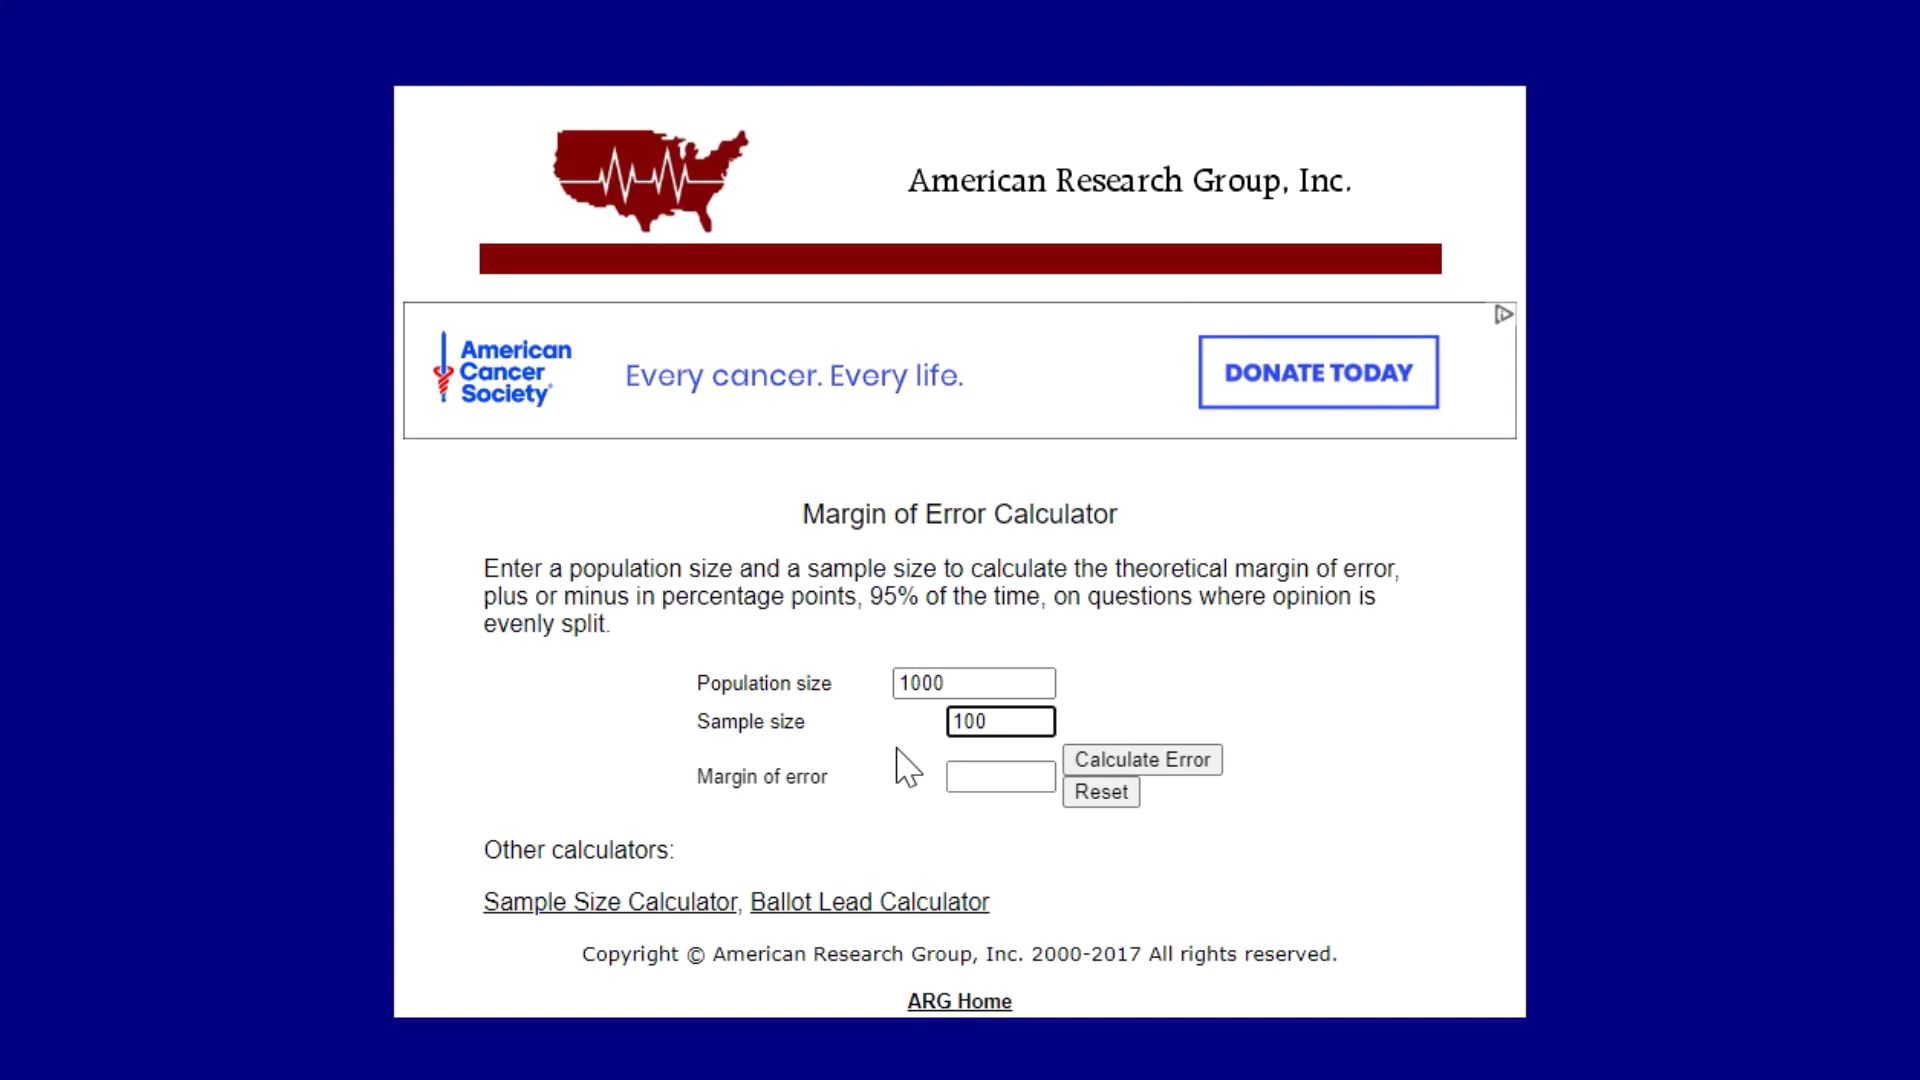 American Research Group, Inc.
American
Cancer
Society®
Every cancer. Every life.
DONATE TODAY
Margin of Error Calculator
Enter a population size and a sample size to calculate the theoretical margin of error,
plus or minus in percentage points, 95% of the time, on questions where opinion is
evenly split.
Population size 1000
Sample size 100
Margin of error
Calculate Error
Reset
Other calculators:
Sample Size Calculator, Ballot Lead Calculator
Copyright © American Research Group, Inc. 2000-2017 All rights reserved.
ARG Home